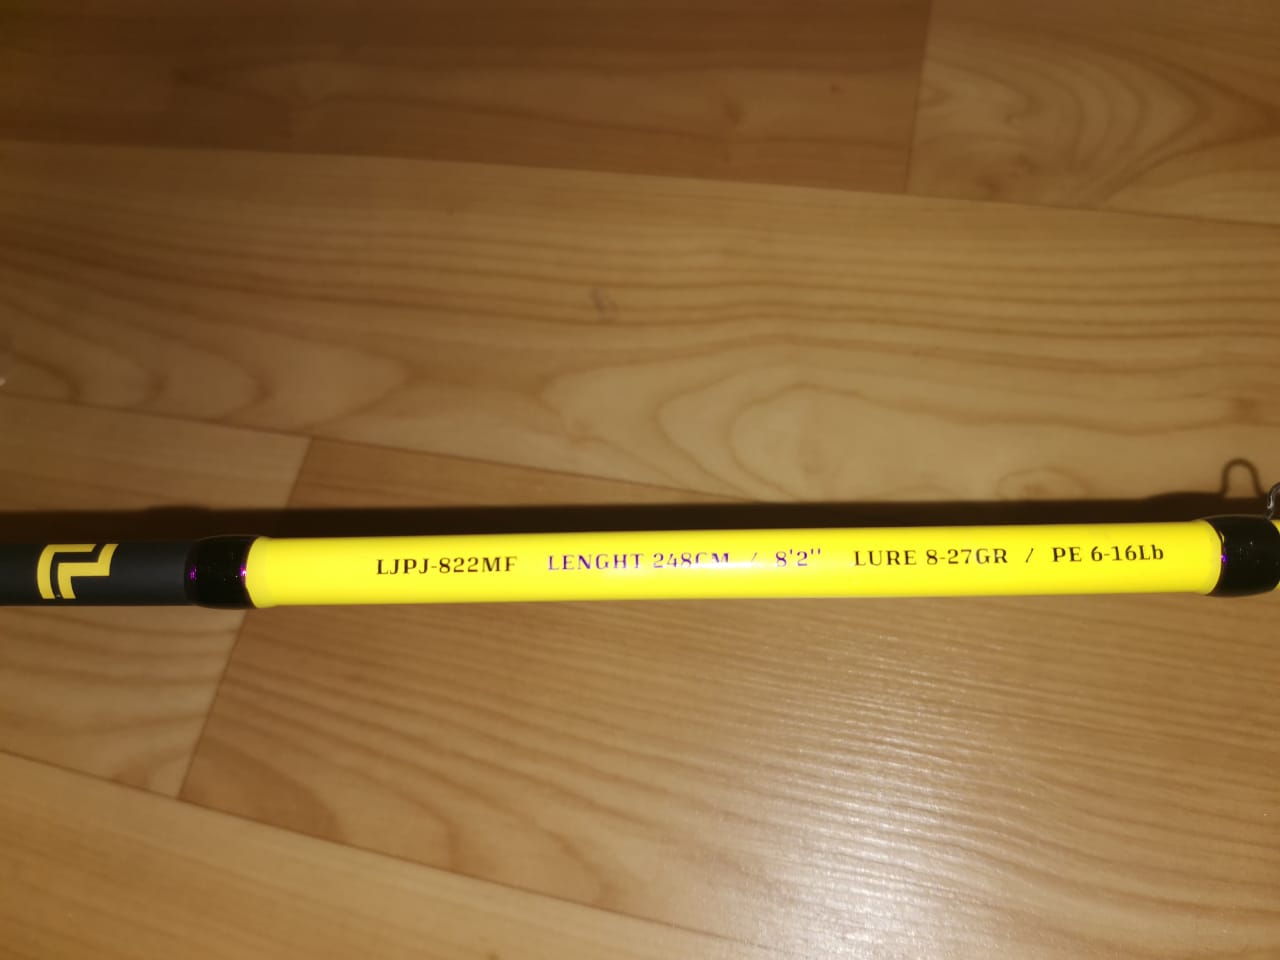 LJPJ-822MF LENGHT 248CM / 8'2'' LURE 8-27GR / PE 6-16Lb